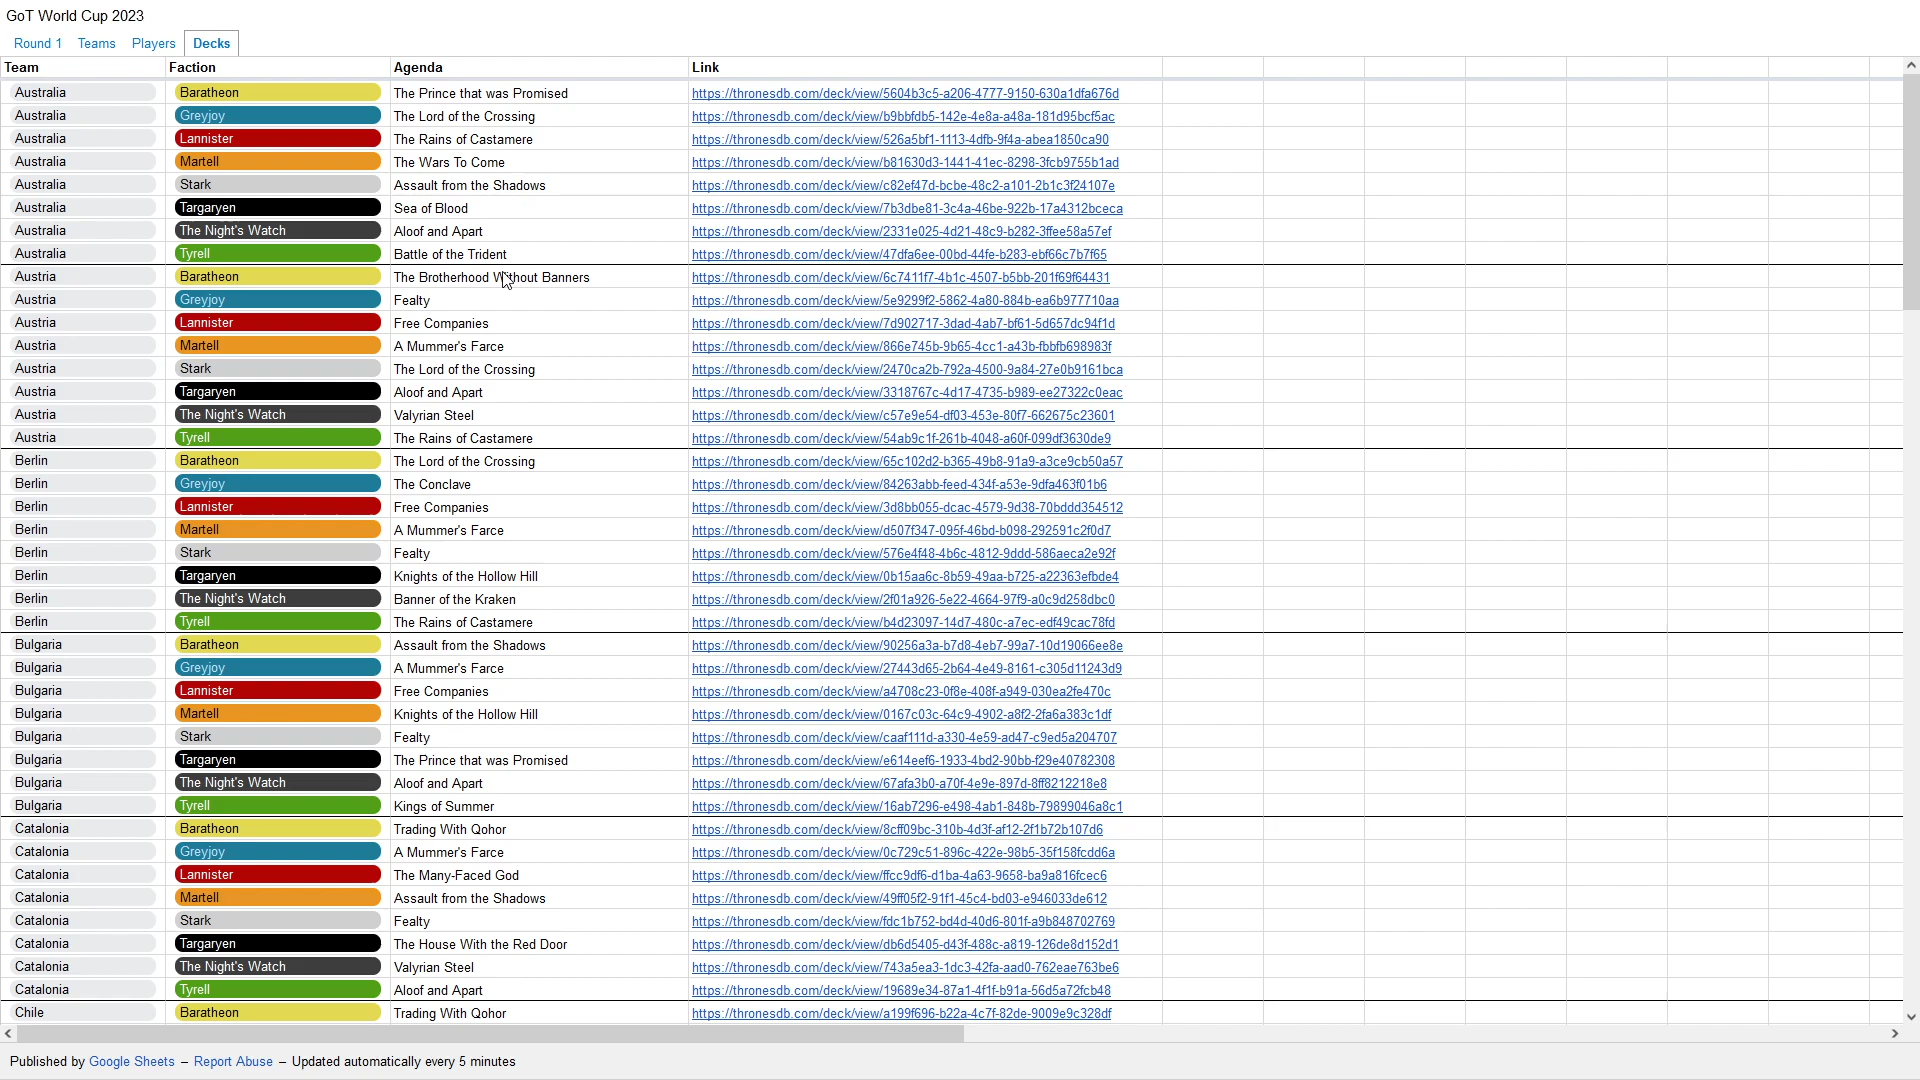 GoT World Cup 2023
Round 1 Teams Players Decks
Team Faction Agenda Link
Australia Baratheon The Prince that was Promised https://thronesdb.com/deck/view/5604b3c5-a206-4777-9150-630a1dfa676d
Australia Greyjoy The Lord of the Crossing https://thronesdb.com/deck/view/b9bbfdb5-142e-4e8a-a48a-181d95bcf5ac
Australia Lannister The Rains of Castamere https://thronesdb.com/deck/view/526a5bf1-1113-4dfb-9f4a-abea1850ca90
Australia Martell The Wars To Come https://thronesdb.com/deck/view/b81630d3-1441-41ec-8298-3fcb9755b1ad
Australia Stark Assault from the Shadows https://thronesdb.com/deck/view/c82ef47d-bcbe-48c2-a101-2b1c3f24107e
Australia Targaryen Sea of Blood https://thronesdb.com/deck/view/7b3dbe81-3c4a-46be-922b-17a4312bceca
Australia The Night's Watch Aloof and Apart https://thronesdb.com/deck/view/2331e025-4d21-48c9-b282-3ffee58a57ef
Australia Tyrell Battle of the Trident https://thronesdb.com/deck/view/47dfa6ee-00bd-44fe-b283-ebf66c7b7f65
Austria Baratheon The Brotherhood Without Banners https://thronesdb.com/deck/view/6c7411f7-4b1c-4507-b5bb-201f69f64431
Austria Greyjoy Fealty https://thronesdb.com/deck/view/5e9299f2-5862-4a80-884b-ea6b977710aa
Austria Lannister Free Companies https://thronesdb.com/deck/view/7d902717-3dad-4ab7-bf61-5d657dc94f1d
Austria Martell A Mummer's Farce https://thronesdb.com/deck/view/866e745b-9b65-4cc1-a43b-fbbfb698983f
Austria Stark The Lord of the Crossing https://thronesdb.com/deck/view/2470ca2b-792a-4500-9a84-27e0b9161bca
Austria Targaryen Aloof and Apart https://thronesdb.com/deck/view/3318767c-4d17-4735-b989-ee27322c0eac
Austria The Night's Watch Valyrian Steel https://thronesdb.com/deck/view/c57e9e54-df03-453e-80f7-662675c23601
Austria Tyrell The Rains of Castamere https://thronesdb.com/deck/view/54ab9c1f-261b-4048-a60f-099df3630de9
Berlin Baratheon The Lord of the Crossing https://thronesdb.com/deck/view/65c102d2-b365-49b8-91a9-a3ce9cb50a57
Berlin Greyjoy The Conclave https://thronesdb.com/deck/view/84263abb-feed-434f-a53e-9dfa463f01b6
Berlin Lannister Free Companies https://thronesdb.com/deck/view/3d8bb055-dcac-4579-9d38-70bddd354512
Berlin Martell A Mummer's Farce https://thronesdb.com/deck/view/d507f347-095f-46bd-b098-292591c2f0d7
Berlin Stark Fealty https://thronesdb.com/deck/view/576e4f48-4b6c-4812-9ddd-586aeca2e92f
Berlin Targaryen Knights of the Hollow Hill https://thronesdb.com/deck/view/0b15aa6c-8b59-49aa-b725-a22363efbde4
Berlin The Night's Watch Banner of the Kraken https://thronesdb.com/deck/view/2f01a926-5e22-4664-97f9-a0c9d258dbc0
Berlin Tyrell The Rains of Castamere https://thronesdb.com/deck/view/b4d23097-14d7-480c-a7ec-edf49cac78fd
Bulgaria Baratheon Assault from the Shadows https://thronesdb.com/deck/view/90256a3a-b7d8-4eb7-99a7-10d19066ee8e
Bulgaria Greyjoy A Mummer's Farce https://thronesdb.com/deck/view/27443d65-2b64-4e49-8161-c305d11243d9
Bulgaria Lannister Free Companies https://thronesdb.com/deck/view/a4708c23-0f8e-408f-a949-030ea2fe470c
Bulgaria Martell Knights of the Hollow Hill https://thronesdb.com/deck/view/0167c03c-64c9-4902-a8f2-2fa6a383c1df
Bulgaria Stark Fealty https://thronesdb.com/deck/view/caaf111d-a330-4e59-ad47-c9ed5a204707
Bulgaria Targaryen The Prince that was Promised https://thronesdb.com/deck/view/e614eef6-1933-4bd2-90bb-f29e40782308
Bulgaria The Night's Watch Aloof and Apart https://thronesdb.com/deck/view/67afa3b0-a70f-4e9e-897d-8ff8212218e8
Bulgaria Tyrell Kings of Summer https://thronesdb.com/deck/view/16ab7296-e498-4ab1-848b-79899046a8c1
Catalonia Baratheon Trading With Qohor https://thronesdb.com/deck/view/8cff09bc-310b-4d3f-af12-2f1b72b107d6
Catalonia Greyjoy A Mummer's Farce https://thronesdb.com/deck/view/0c729c51-896c-422e-98b5-35f158fcdd6a
Catalonia Lannister The Many-Faced God https://thronesdb.com/deck/view/ffcc9df6-d1ba-4a63-9658-ba9a816fcec6
Catalonia Martell Assault from the Shadows https://thronesdb.com/deck/view/49ff05f2-91f1-45c4-bd03-e946033de612
Catalonia Stark Fealty https://thronesdb.com/deck/view/fdc1b752-bd4d-40d6-801f-a9b848702769
Catalonia Targaryen The House With the Red Door https://thronesdb.com/deck/view/db6d5405-d43f-488c-a819-126de8d152d1
Catalonia The Night's Watch Valyrian Steel https://thronesdb.com/deck/view/743a5ea3-1dc3-42fa-aad0-762eae763be6
Catalonia Tyrell Aloof and Apart https://thronesdb.com/deck/view/19689e34-87a1-4f1f-b91a-56d5a72fcb48
Chile Baratheon Trading With Qohor https://thronesdb.com/deck/view/a199f696-b22a-4c7f-82de-9009e9c328df
Published by Google Sheets – Report Abuse – Updated automatically every 5 minutes